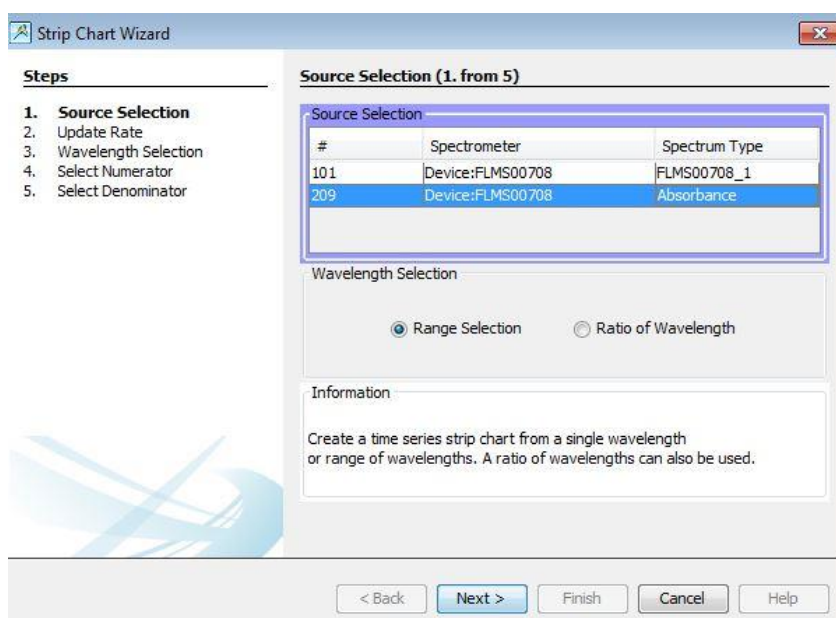 Strip Chart Wizard
Steps
1. Source Selection
2. Update Rate
3. Wavelength Selection
4. Select Numerator
5. Select Denominator
Source Selection (1. from 5)
Source Selection
# Spectrometer Spectrum Type
101 Device:FLMS00708 FLMS00708_1
209 Device:FLMS00708 Absorbance
Wavelength Selection
Range Selection Ratio of Wavelength
Information
Create a time series strip chart from a single wavelength
or range of wavelengths. A ratio of wavelengths can also be used.
< Back Next > Finish Cancel Help